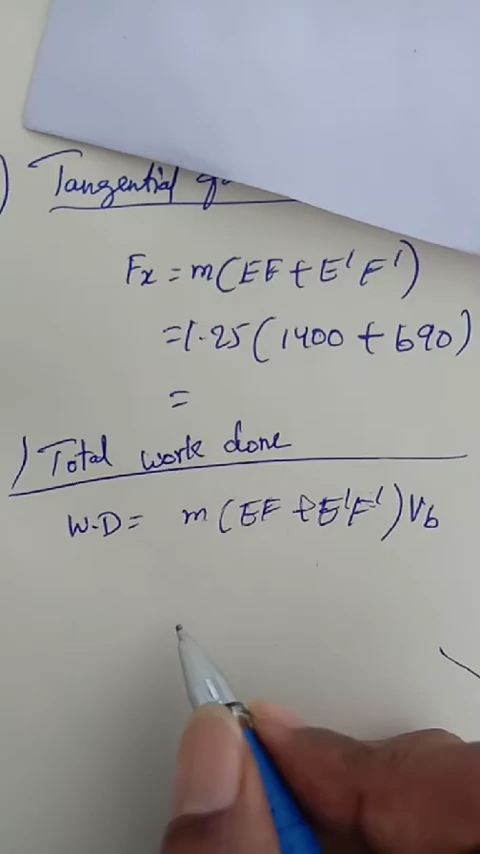 ) Tangential
Fx = m(EF + E'F')
= 1.25 (1400 + 690)
=
) Total work done
W.D = m (EF + E'F') Vb